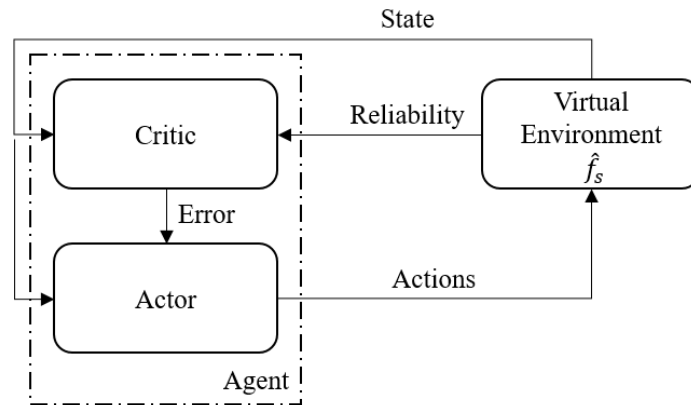 State
Critic
Reliability
Virtual
Environment
f̂ₛ
Error
Actor
Actions
Agent